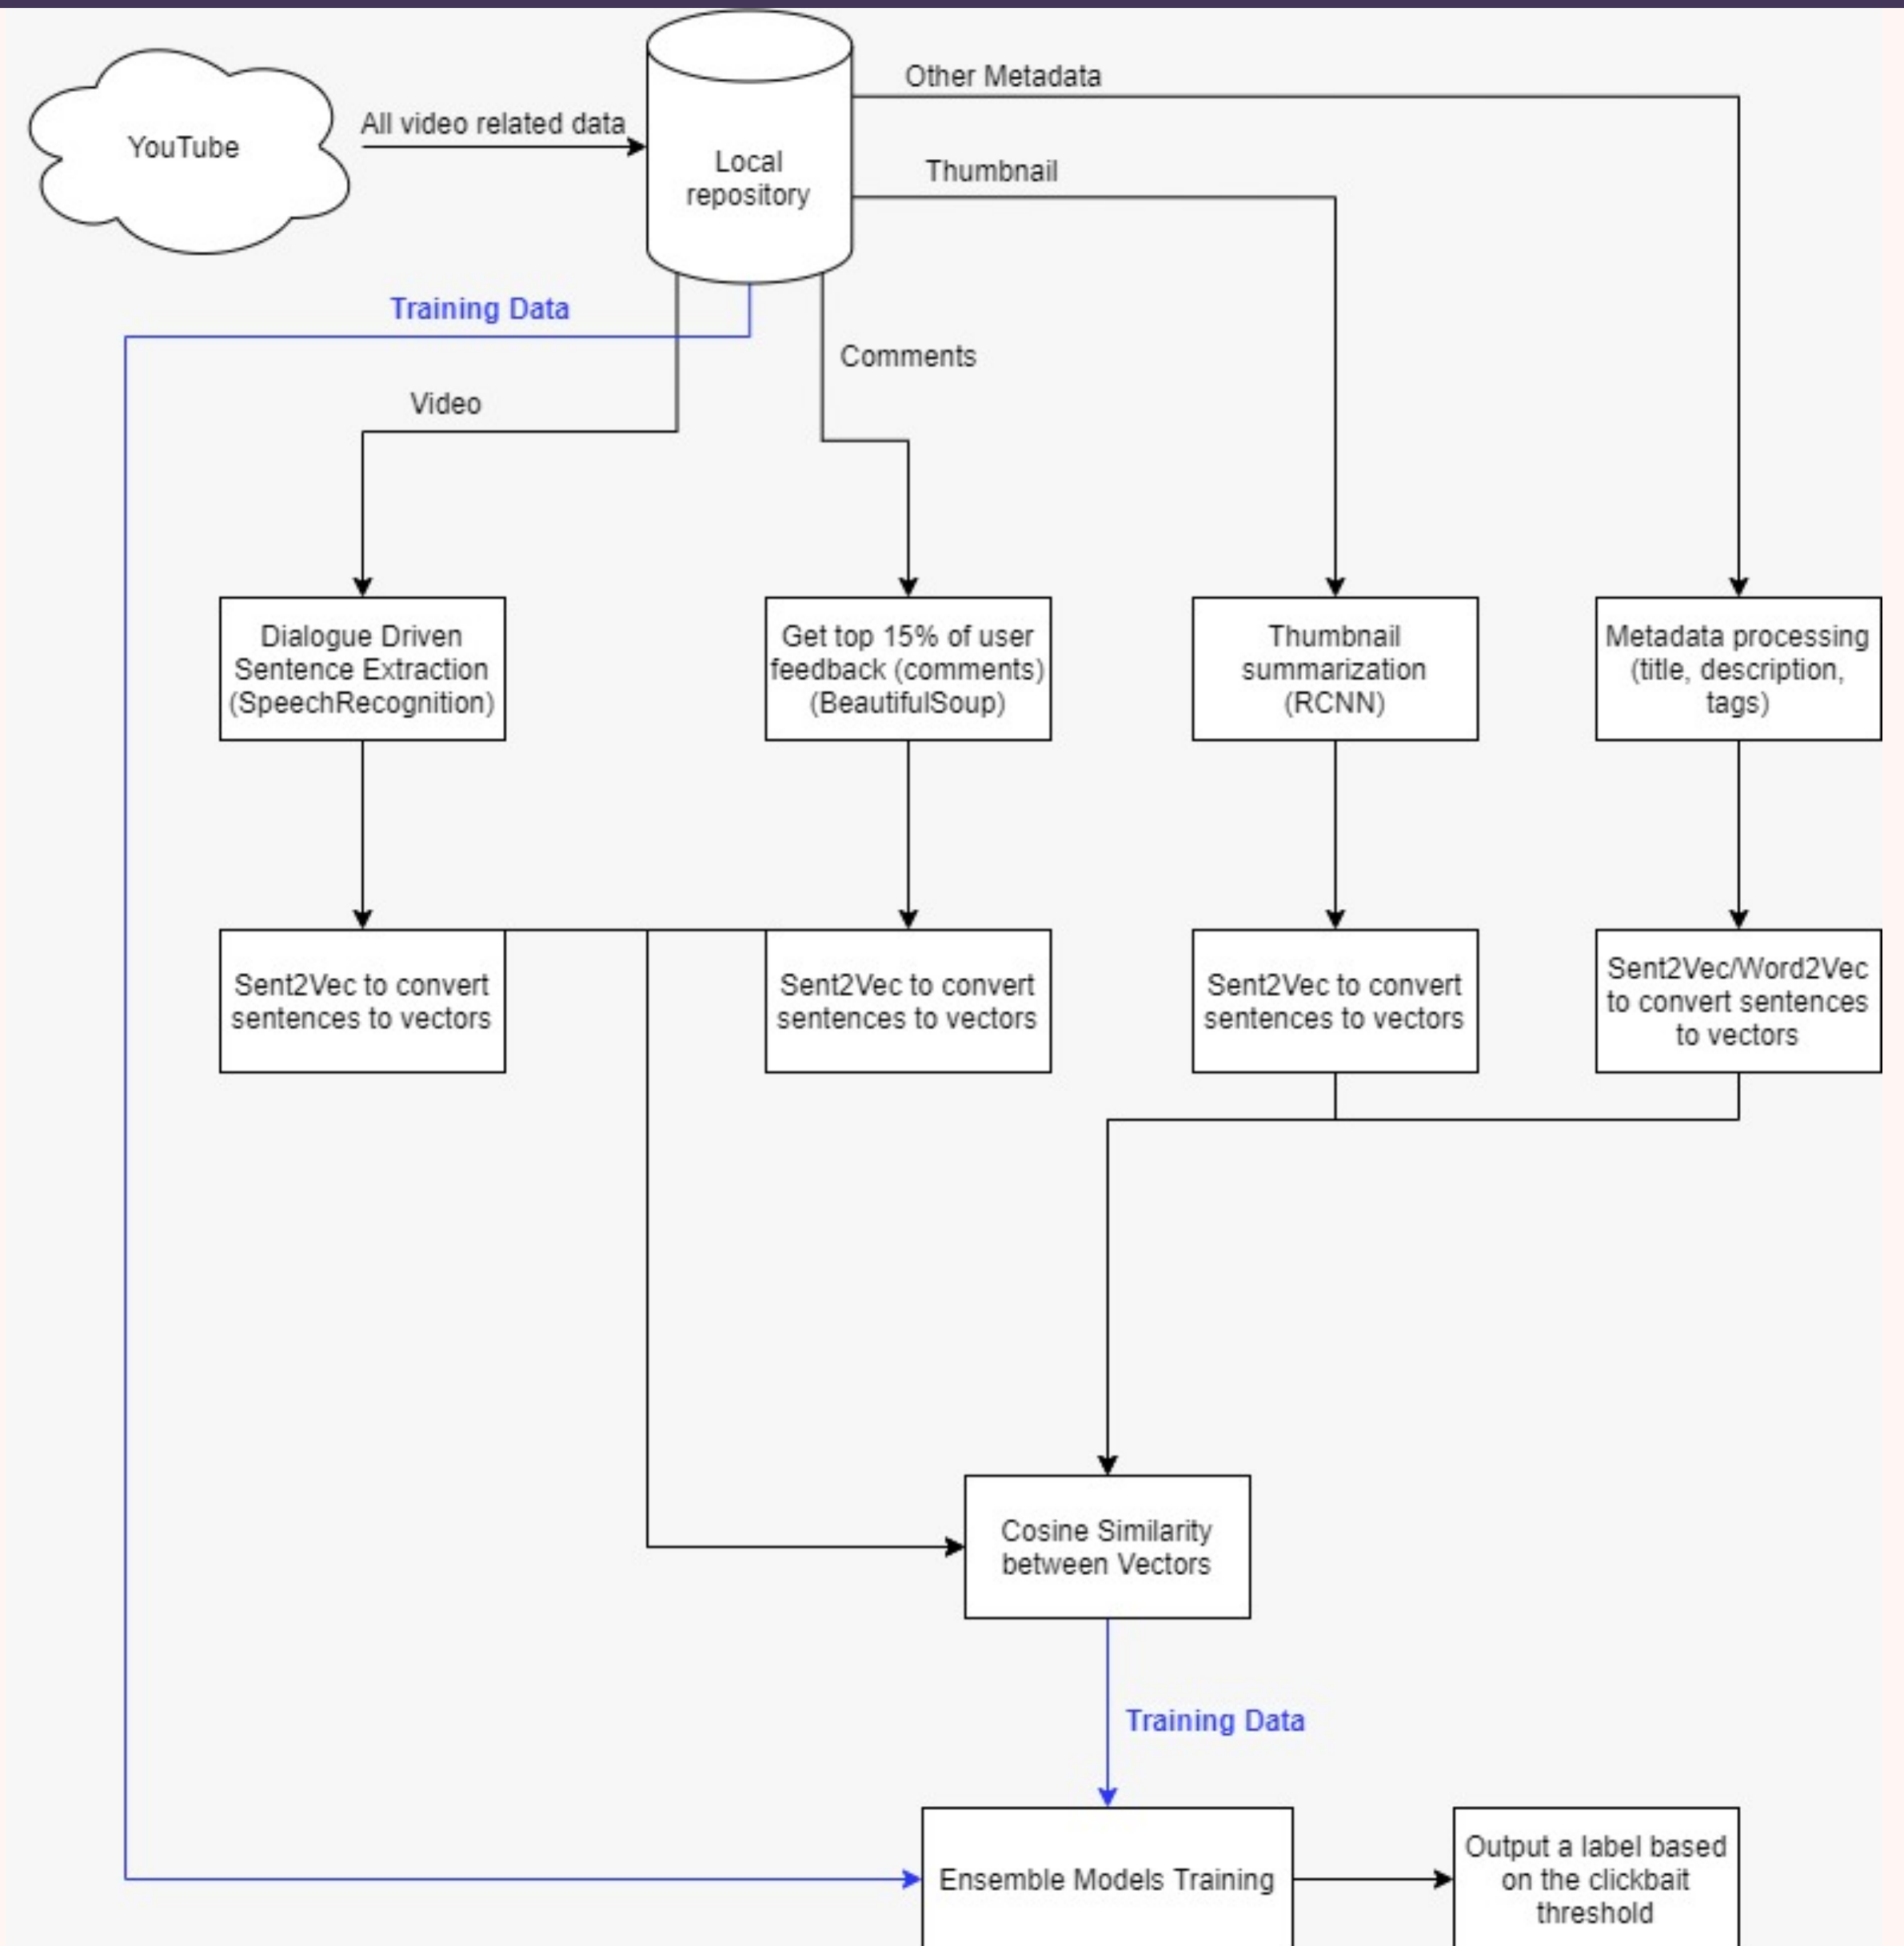 Other Metadata
All video related data
YouTube
Local
repository
Thumbnail
Training Data
Comments
Video
Dialogue Driven
Sentence Extraction
(SpeechRecognition)
Get top 15% of user
feedback (comments)
(BeautifulSoup)
Thumbnail
summarization
(RCNN)
Metadata processing
(title, description,
tags)
Sent2Vec to convert
sentences to vectors
Sent2Vec to convert
sentences to vectors
Sent2Vec to convert
sentences to vectors
Sent2Vec/Word2Vec
to convert sentences
to vectors
Cosine Similarity
between Vectors
Training Data
Ensemble Models Training
Output a label based
on the clickbait
threshold